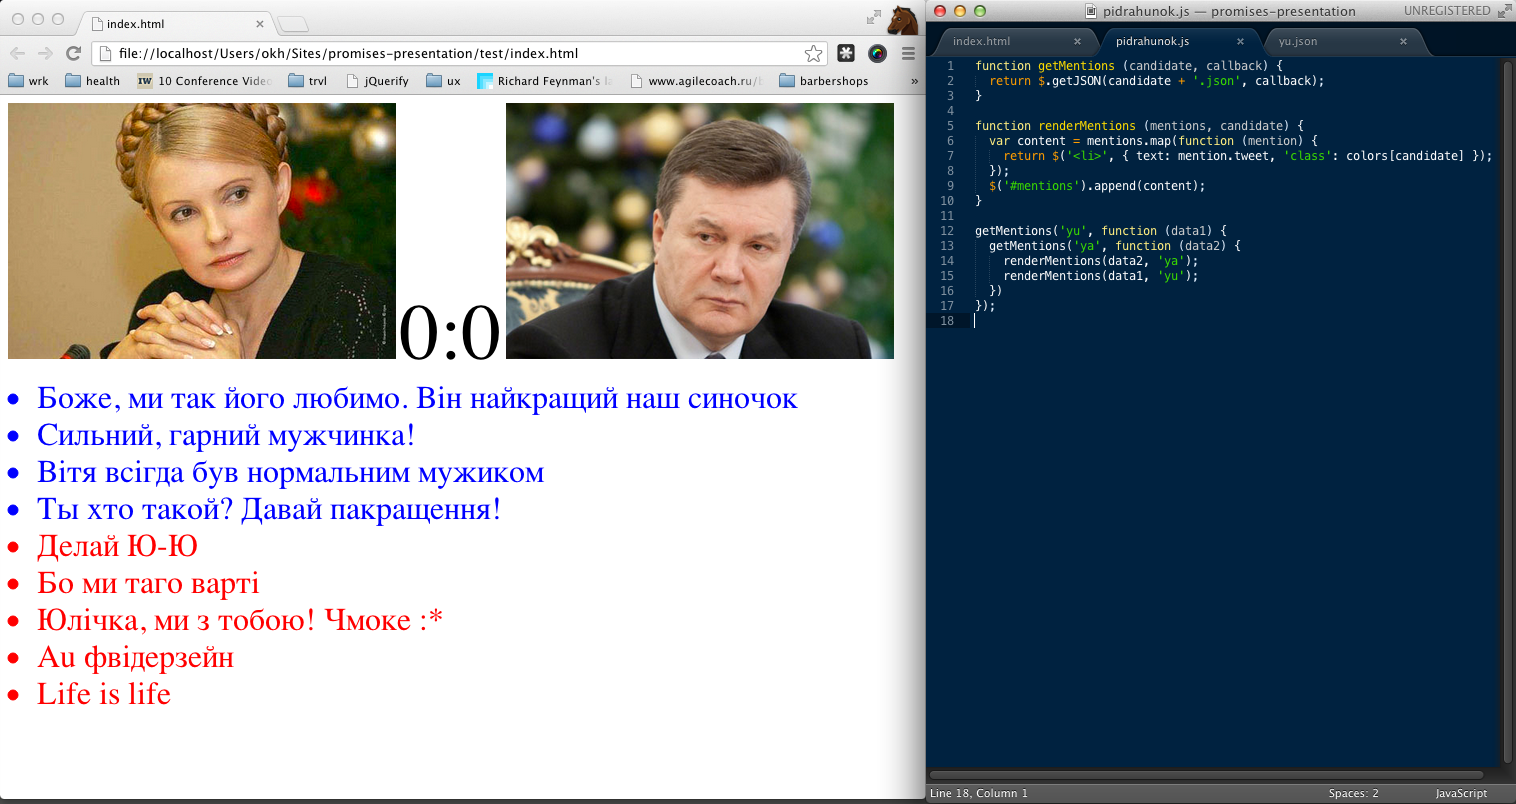 index.html
file://localhost/Users/okh/Sites/promises-presentation/test/index.html
wrk
health
IW 10 Conference Video
trvl
jQuerify
ux
Richard Feynman's la
www.agilecoach.ru/b
barbershops
»
0:0
Боже, ми так його любимо. Він найкращий наш синочок
Сильний, гарний мужчинка!
Вітя всігда був нормальним мужиком
Ты хто такой? Давай пакращення!
Делай Ю-Ю
Бо ми таго варті
Юлічка, ми з тобою! Чмоке :*
Au фвідерзейн
Life is life
pidrahunok.js — promises-presentation
UNREGISTERED
index.html
pidrahunok.js
yu.json
1 function getMentions (candidate, callback) {
2   return $.getJSON(candidate + '.json', callback);
3 }
4
5 function renderMentions (mentions, candidate) {
6   var content = mentions.map(function (mention) {
7     return $('<li>', { text: mention.tweet, 'class': colors[candidate] });
8   });
9   $('#mentions').append(content);
10 }
11
12 getMentions('yu', function (data1) {
13   getMentions('ya', function (data2) {
14     renderMentions(data2, 'ya');
15     renderMentions(data1, 'yu');
16   })
17 });
18
Line 18, Column 1
Spaces: 2
JavaScript